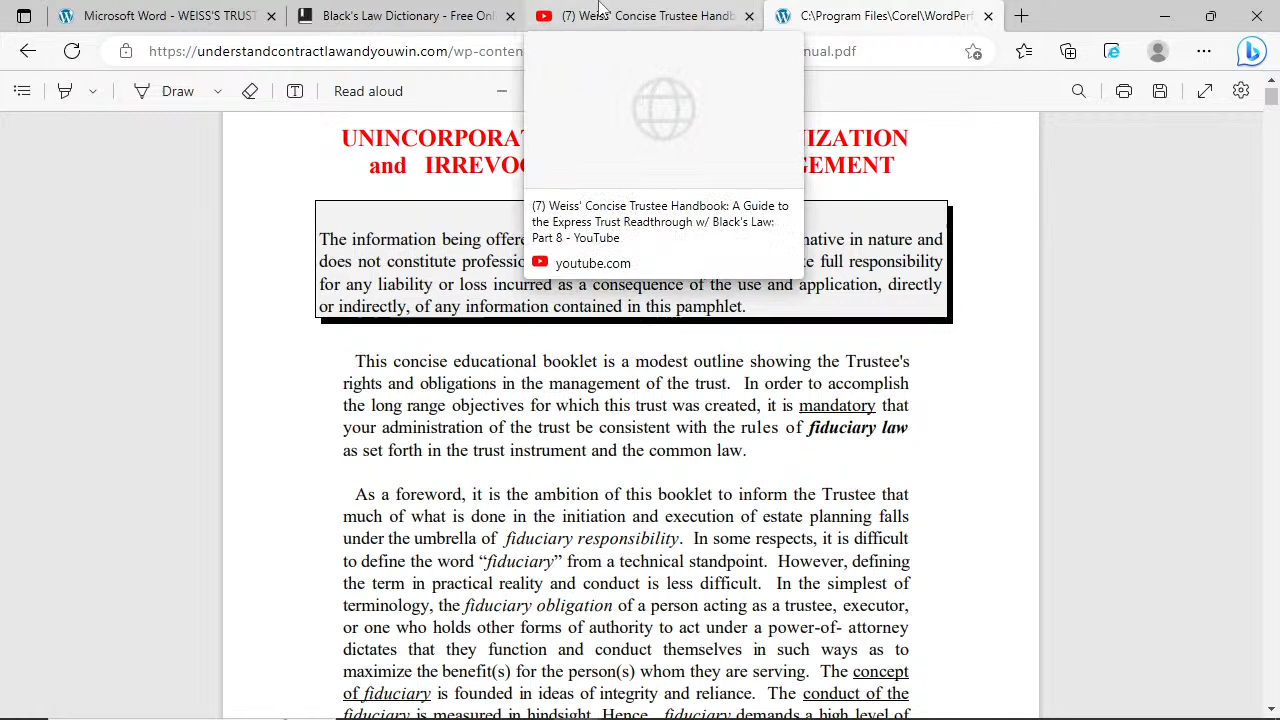 Microsoft Word - WEISS'S TRUST
Black's Law Dictionary - Free Onl
(7) Weiss' Concise Trustee Handb
C:\Program Files\Corel\WordPerf
https://understandcontractlawandyouwin.com/wp-conten
nual.pdf
Draw
Read aloud
(7) Weiss' Concise Trustee Handbook: A Guide to
the Express Trust Readthrough w/ Black's Law:
Part 8 - YouTube
youtube.com
UNINCORPORAT IZATION
and IRREVOC GEMENT
The information being offere native in nature and
does not constitute professio e full responsibility
for any liability or loss incurred as a consequence of the use and application, directly
or indirectly, of any information contained in this pamphlet.
This concise educational booklet is a modest outline showing the Trustee's
rights and obligations in the management of the trust. In order to accomplish
the long range objectives for which this trust was created, it is mandatory that
your administration of the trust be consistent with the rules of fiduciary law
as set forth in the trust instrument and the common law.
As a foreword, it is the ambition of this booklet to inform the Trustee that
much of what is done in the initiation and execution of estate planning falls
under the umbrella of fiduciary responsibility. In some respects, it is difficult
to define the word “fiduciary” from a technical standpoint. However, defining
the term in practical reality and conduct is less difficult. In the simplest of
terminology, the fiduciary obligation of a person acting as a trustee, executor,
or one who holds other forms of authority to act under a power-of- attorney
dictates that they function and conduct themselves in such ways as to
maximize the benefit(s) for the person(s) whom they are serving. The concept
of fiduciary is founded in ideas of integrity and reliance. The conduct of the
fiduciary is measured in hindsight. Hence, fiduciary demands a high level of